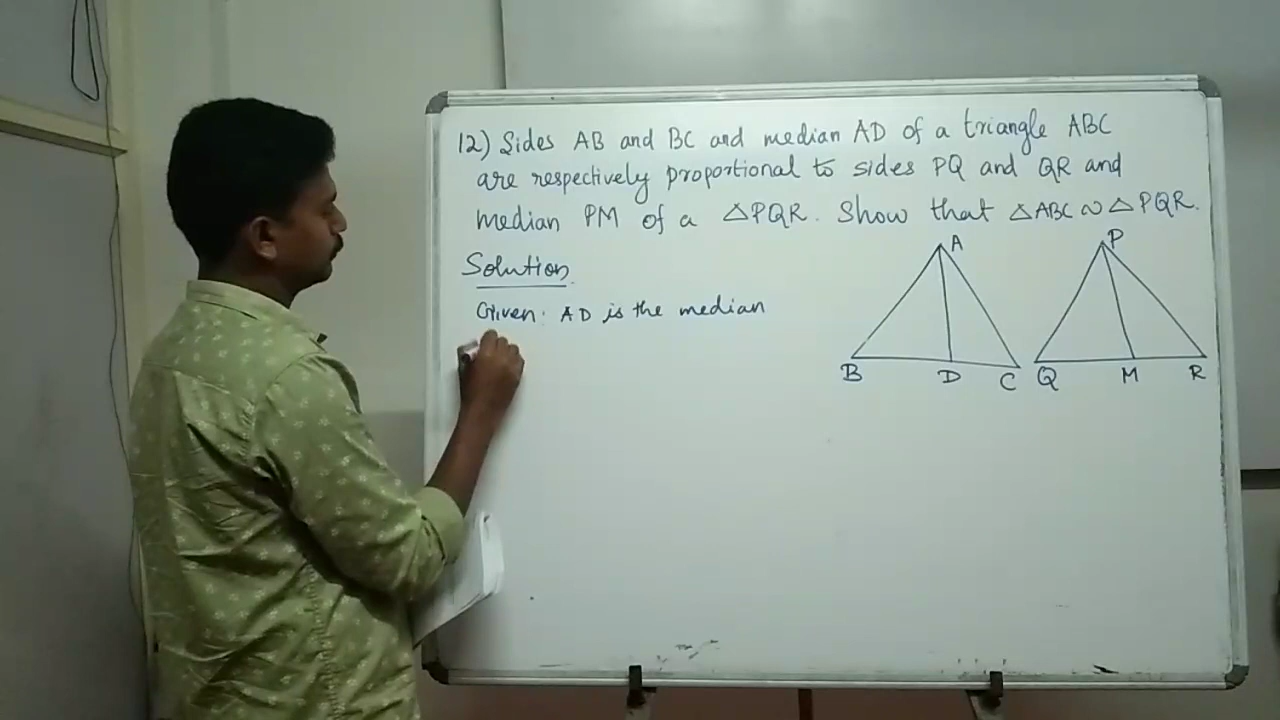 12) Sides AB and BC and median AD of a triangle ABC
are respectively proportional to sides PQ and QR and
median PM of a △PQR. Show that △ABC ∾ △PQR.
Solution
Given: AD is the median
A
P
B
D
C
Q
M
R